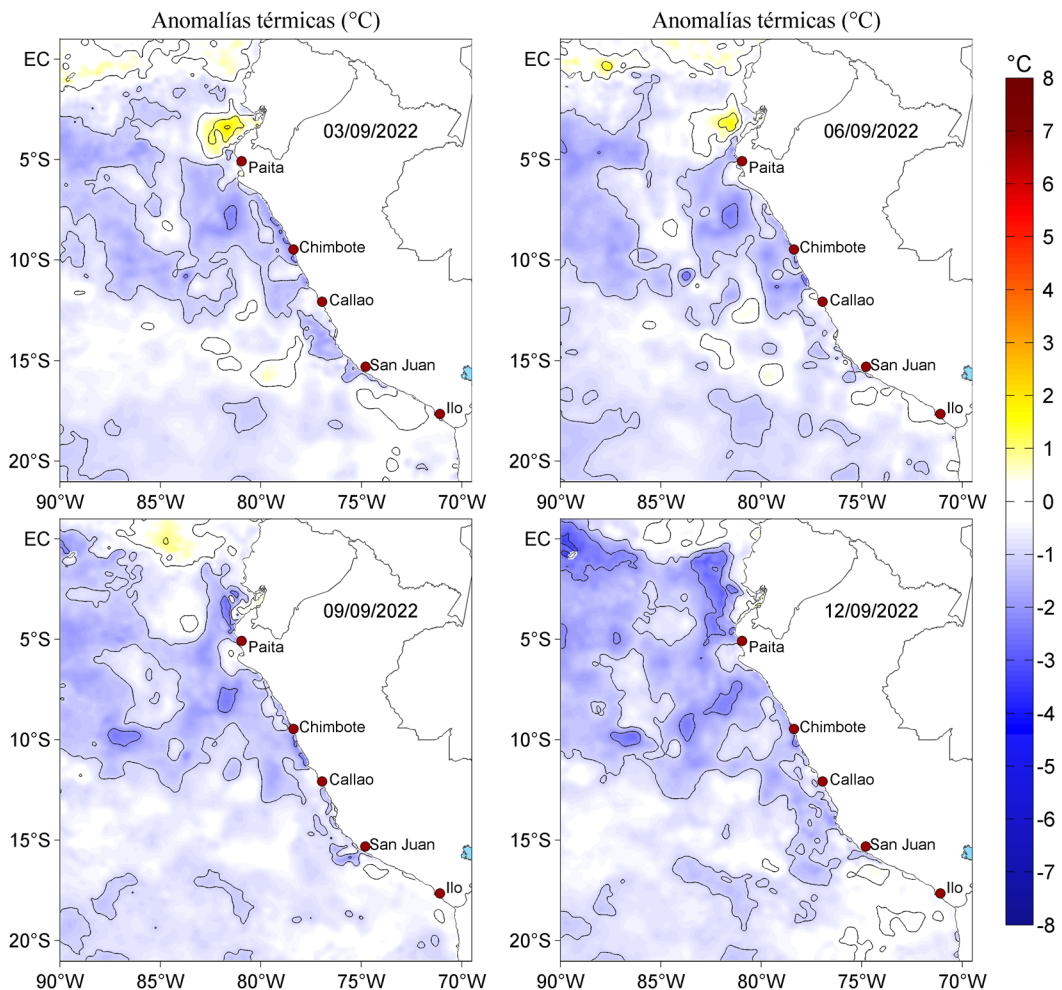 Anomalías térmicas (°C)
Anomalías térmicas (°C)
°C
EC
5°S
10°S
15°S
20°S
90°W
85°W
80°W
75°W
70°W
03/09/2022
Paita
Chimbote
Callao
San Juan
Ilo
EC
5°S
10°S
15°S
20°S
90°W
85°W
80°W
75°W
70°W
06/09/2022
Paita
Chimbote
Callao
San Juan
Ilo
8
7
6
5
4
3
2
1
0
-1
-2
-3
-4
-5
-6
-7
-8
EC
5°S
10°S
15°S
20°S
90°W
85°W
80°W
75°W
70°W
09/09/2022
Paita
Chimbote
Callao
San Juan
Ilo
EC
5°S
10°S
15°S
20°S
90°W
85°W
80°W
75°W
70°W
12/09/2022
Paita
Chimbote
Callao
San Juan
Ilo